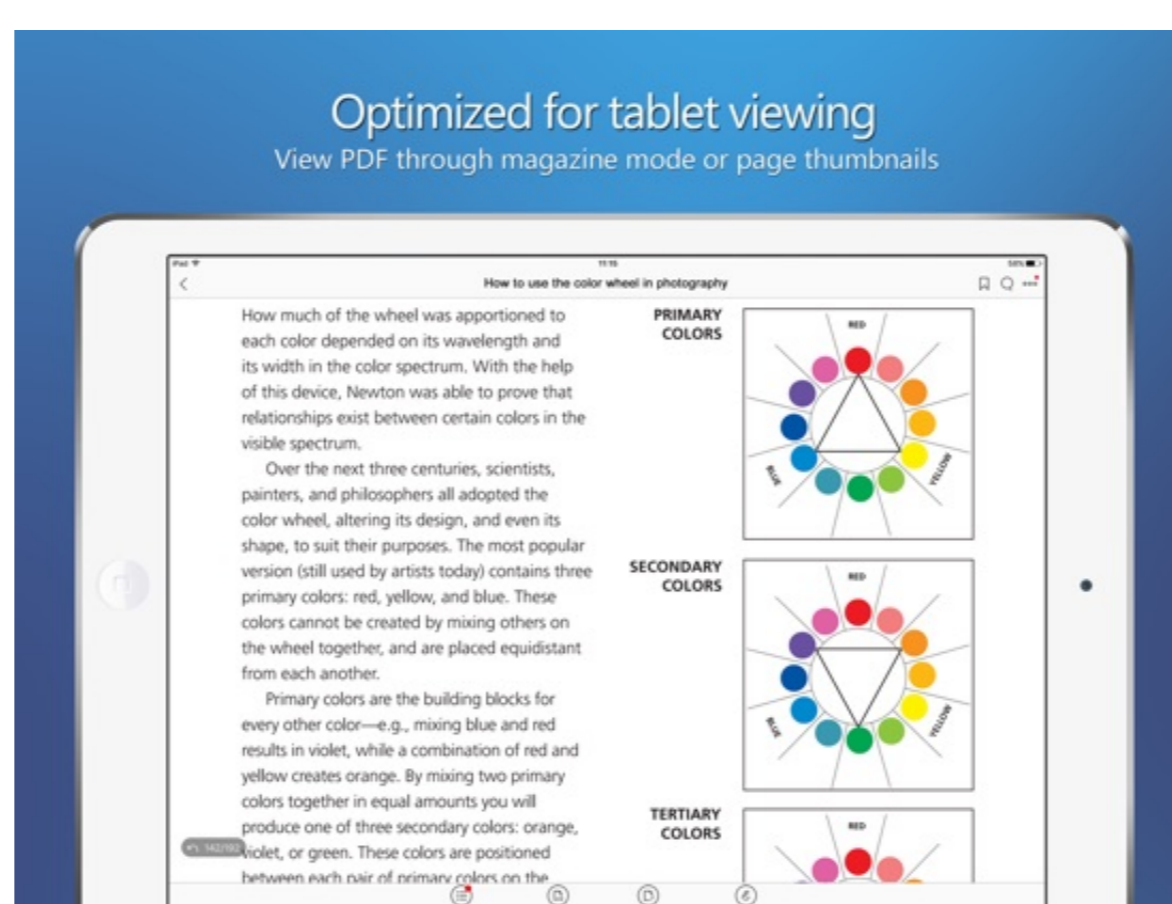 Optimized for tablet viewing
View PDF through magazine mode or page thumbnails
iPad
11:15
50%
How to use the color wheel in photography
How much of the wheel was apportioned to
each color depended on its wavelength and
its width in the color spectrum. With the help
of this device, Newton was able to prove that
relationships exist between certain colors in the
visible spectrum.
Over the next three centuries, scientists,
painters, and philosophers all adopted the
color wheel, altering its design, and even its
shape, to suit their purposes. The most popular
version (still used by artists today) contains three
primary colors: red, yellow, and blue. These
colors cannot be created by mixing others on
the wheel together, and are placed equidistant
from each another.
Primary colors are the building blocks for
every other color—e.g., mixing blue and red
results in violet, while a combination of red and
yellow creates orange. By mixing two primary
colors together in equal amounts you will
produce one of three secondary colors: orange,
violet, or green. These colors are positioned
between each pair of primary colors on the
142/192
PRIMARY
COLORS
RED
BLUE
YELLOW
SECONDARY
COLORS
RED
BLUE
YELLOW
TERTIARY
COLORS
RED